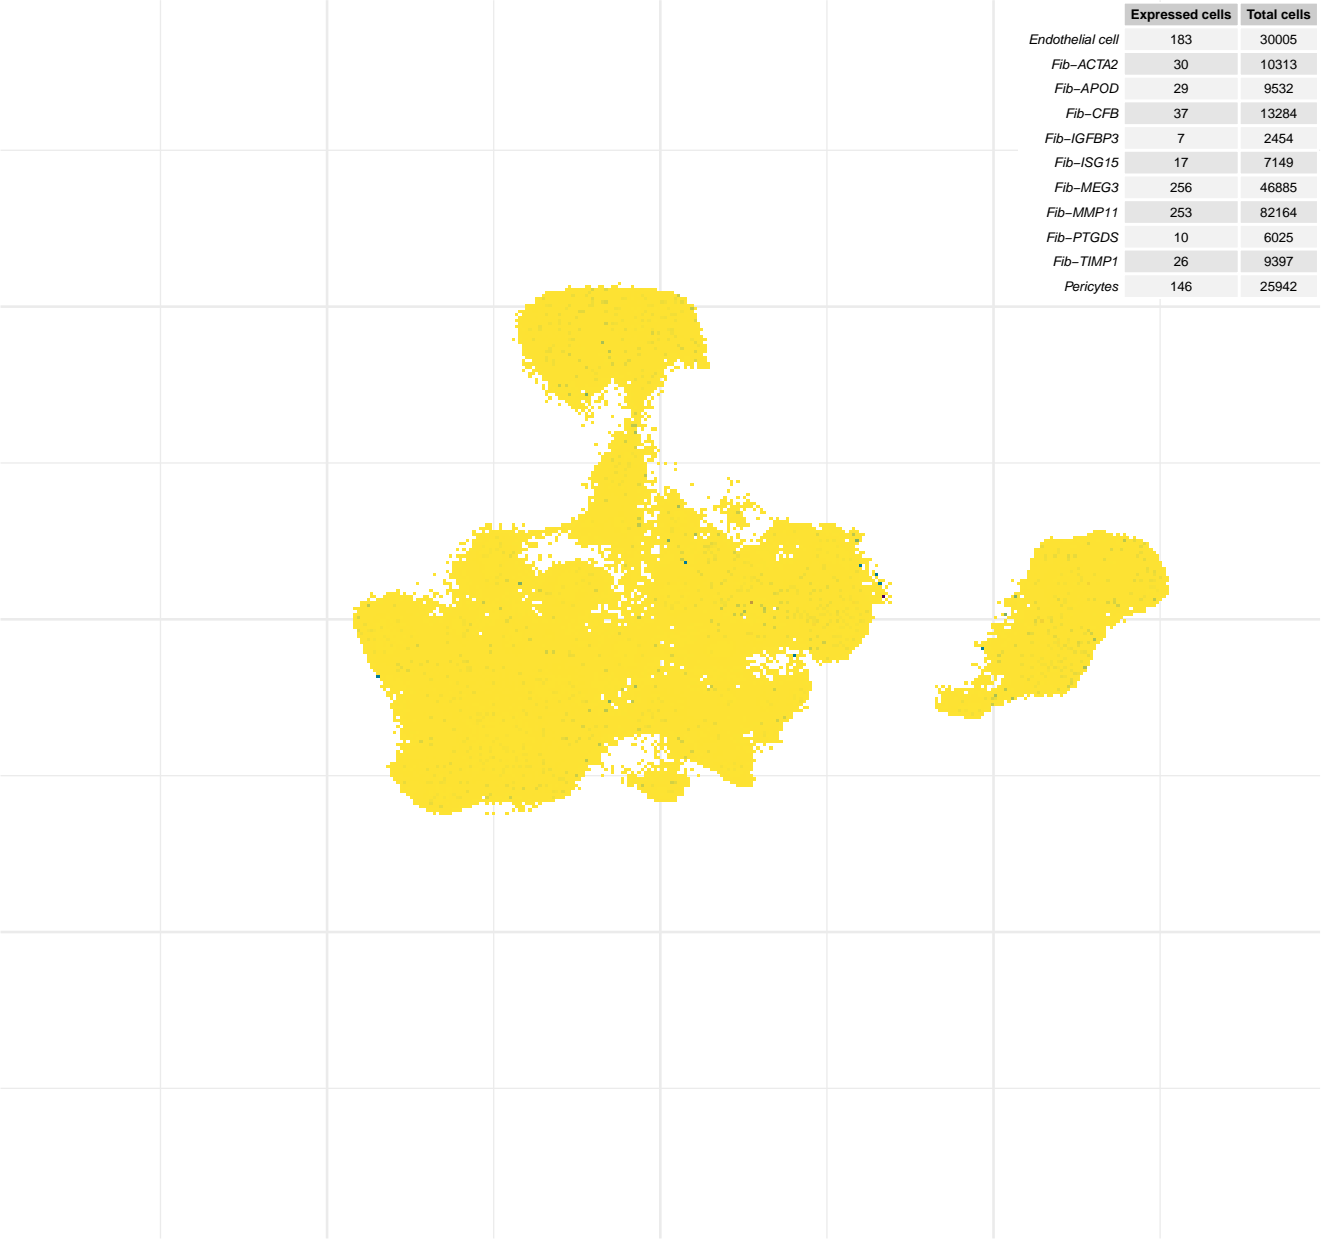 Expressed cells Total cells
Endothelial cell 183 30005
Fib−ACTA2 30 10313
Fib−APOD 29 9532
Fib−CFB 37 13284
Fib−IGFBP3 7 2454
Fib−ISG15 17 7149
Fib−MEG3 256 46885
Fib−MMP11 253 82164
Fib−PTGDS 10 6025
Fib−TIMP1 26 9397
Pericytes 146 25942